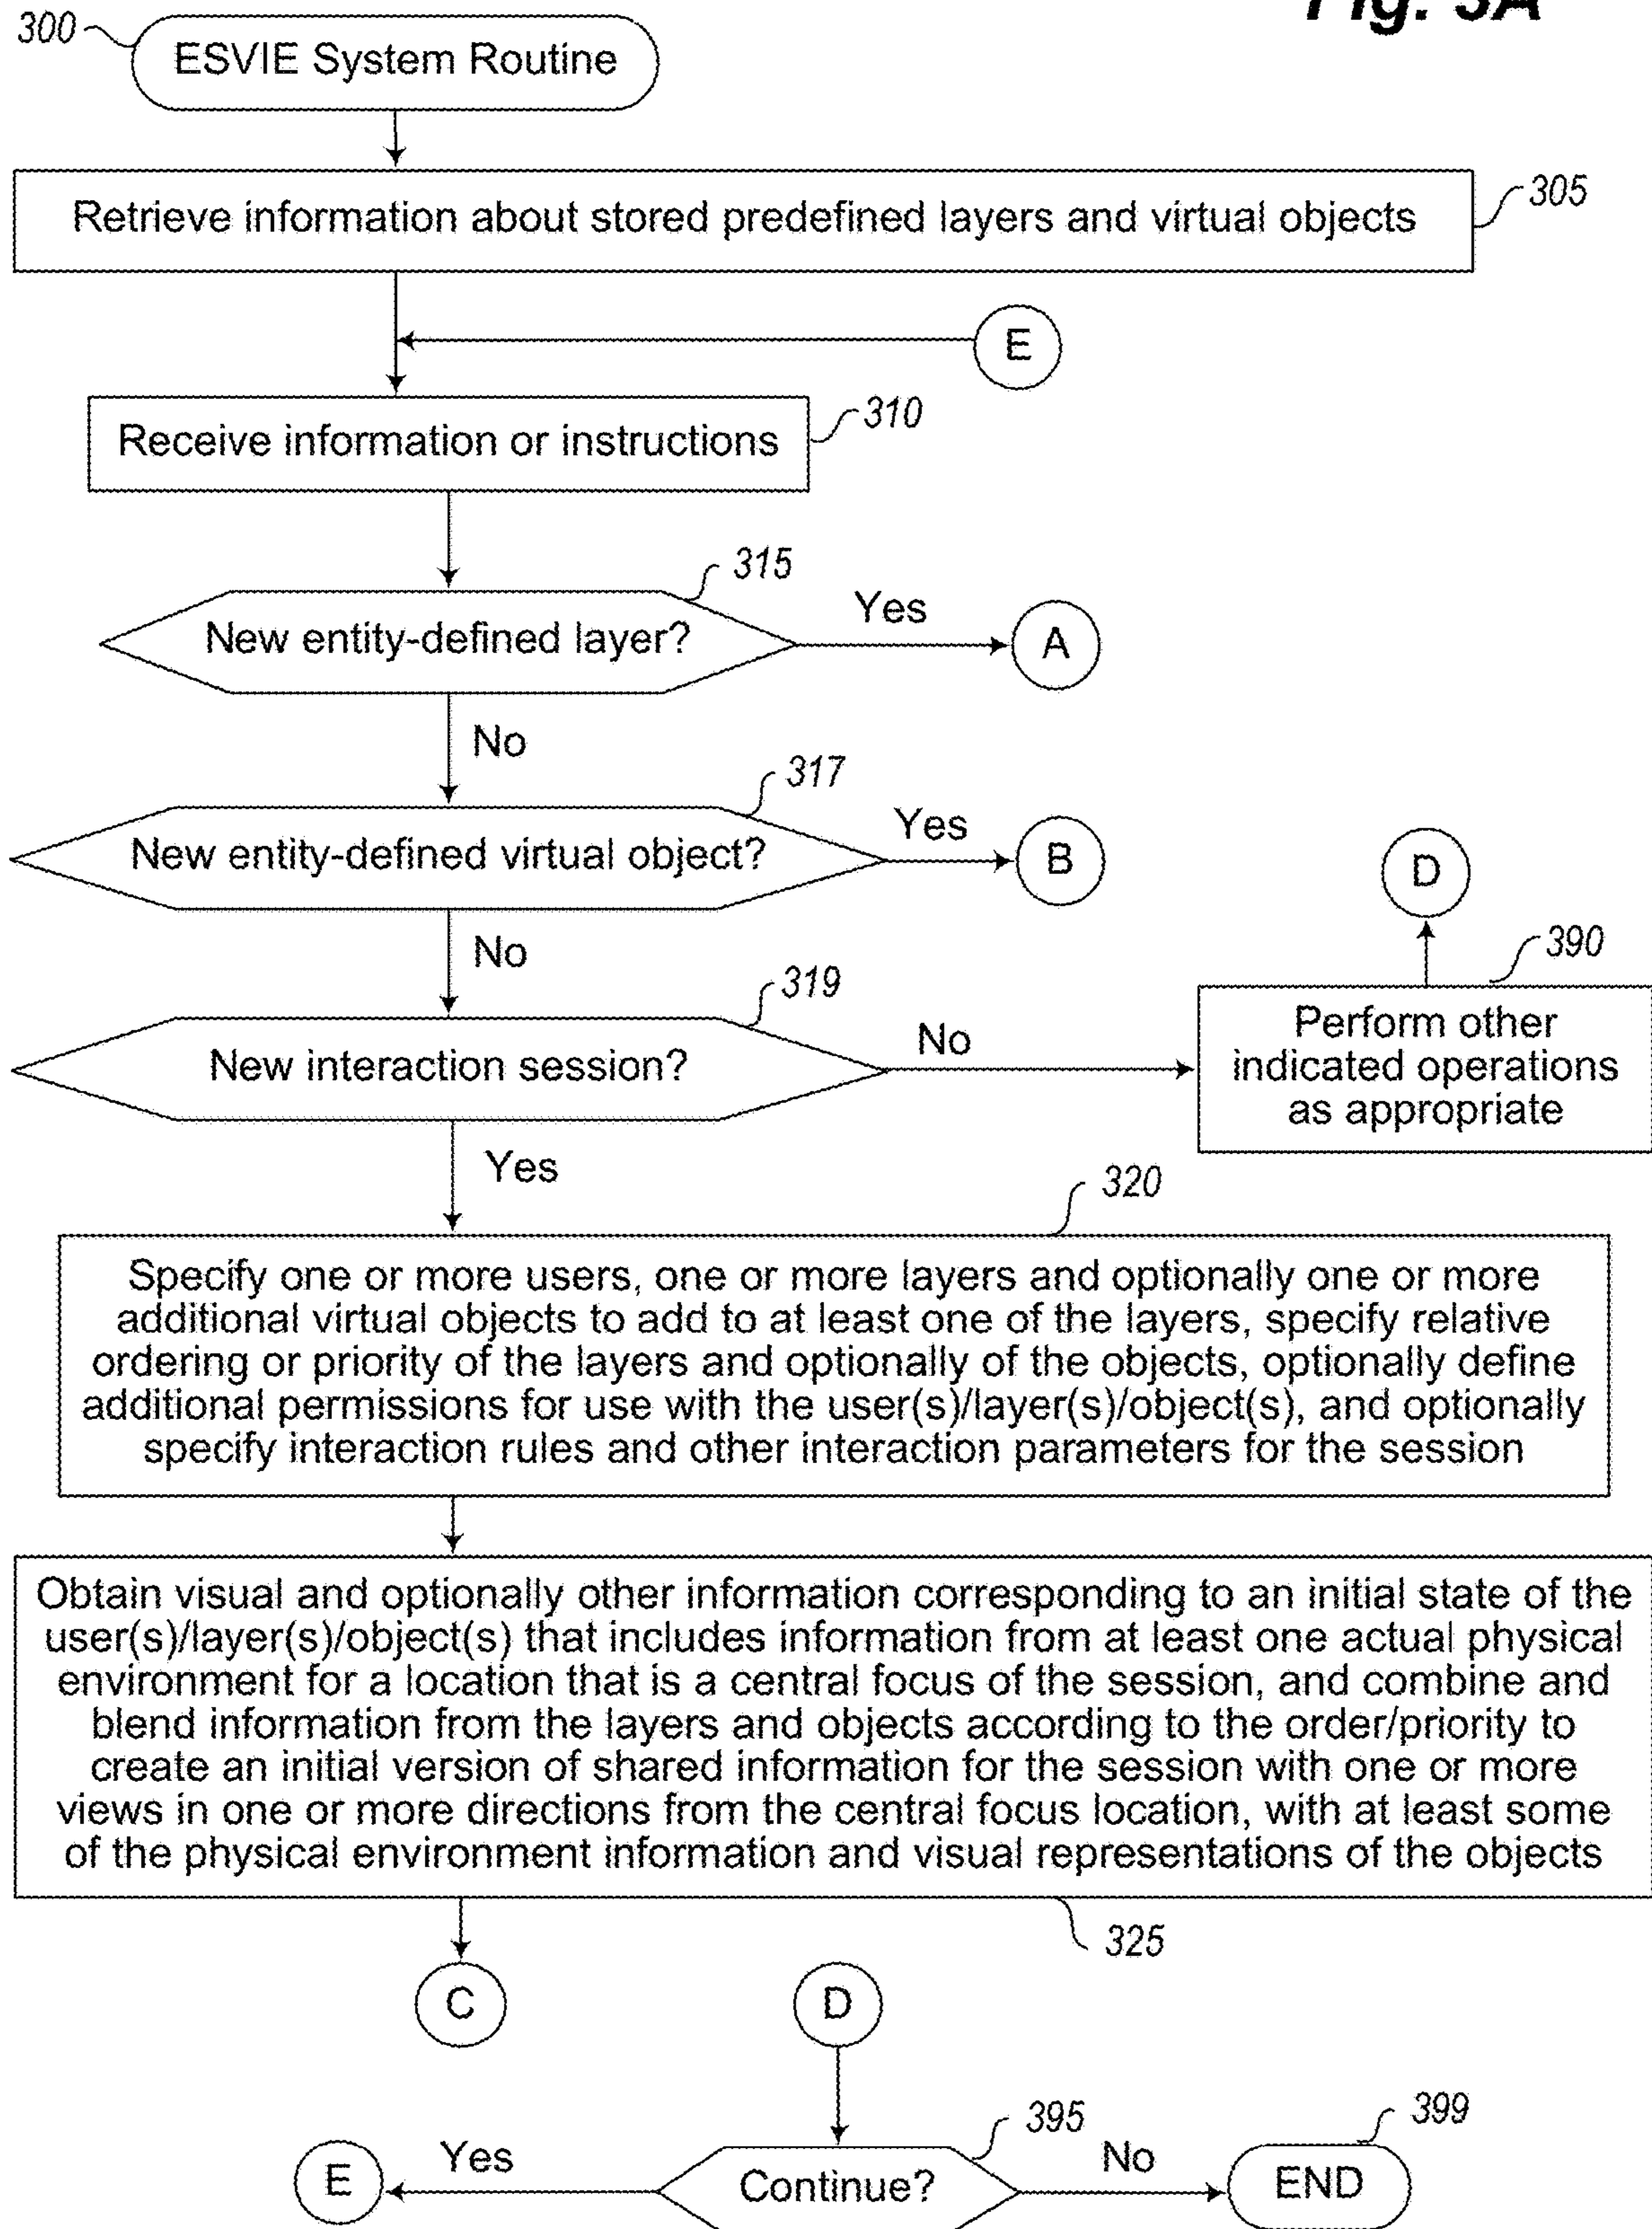 Fig. 3A
300
ESVIE System Routine
Retrieve information about stored predefined layers and virtual objects
305
E
Receive information or instructions
310
315
New entity-defined layer?
Yes
A
No
317
New entity-defined virtual object?
Yes
B
D
No
390
319
New interaction session?
No
Perform other
indicated operations
as appropriate
Yes
320
Specify one or more users, one or more layers and optionally one or more
additional virtual objects to add to at least one of the layers, specify relative
ordering or priority of the layers and optionally of the objects, optionally define
additional permissions for use with the user(s)/layer(s)/object(s), and optionally
specify interaction rules and other interaction parameters for the session
Obtain visual and optionally other information corresponding to an initial state of the
user(s)/layer(s)/object(s) that includes information from at least one actual physical
environment for a location that is a central focus of the session, and combine and
blend information from the layers and objects according to the order/priority to
create an initial version of shared information for the session with one or more
views in one or more directions from the central focus location, with at least some
of the physical environment information and visual representations of the objects
325
C
D
395
399
E
Yes
Continue?
No
END